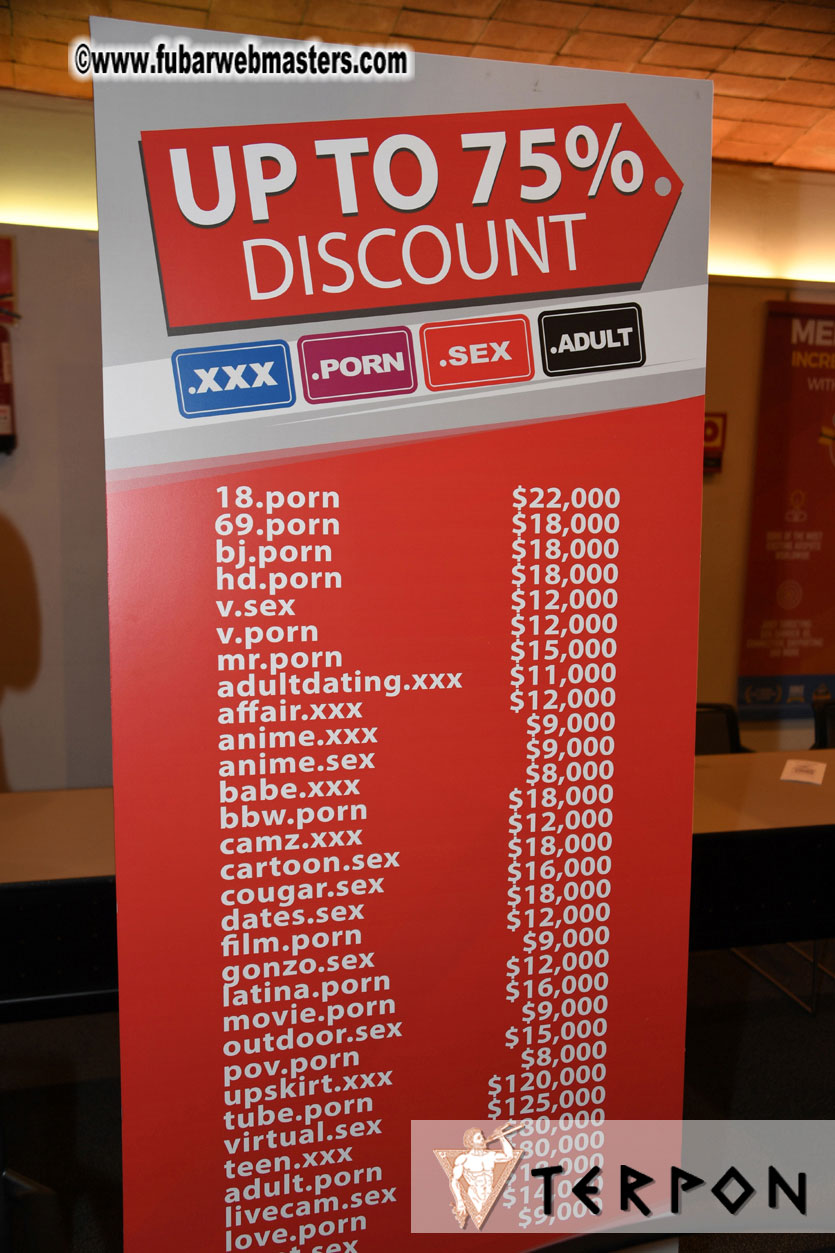 ©www.fubarwebmasters.com
UP TO 75%
DISCOUNT
.XXX .PORN .SEX .ADULT
18.porn $22,000
69.porn $18,000
bj.porn $18,000
hd.porn $18,000
v.sex $12,000
v.porn $12,000
mr.porn $15,000
adultdating.xxx $11,000
affair.xxx $12,000
anime.xxx $9,000
anime.sex $9,000
babe.xxx $8,000
bbw.porn $18,000
camz.xxx $12,000
cartoon.sex $18,000
cougar.sex $16,000
dates.sex $18,000
film.porn $12,000
gonzo.sex $9,000
latina.porn $12,000
movie.porn $16,000
outdoor.sex $9,000
pov.porn $15,000
upskirt.xxx $8,000
tube.porn $120,000
virtual.sex $125,000
teen.xxx $80,000
adult.porn
livecam.sex
love.porn
$9,000
TERPON